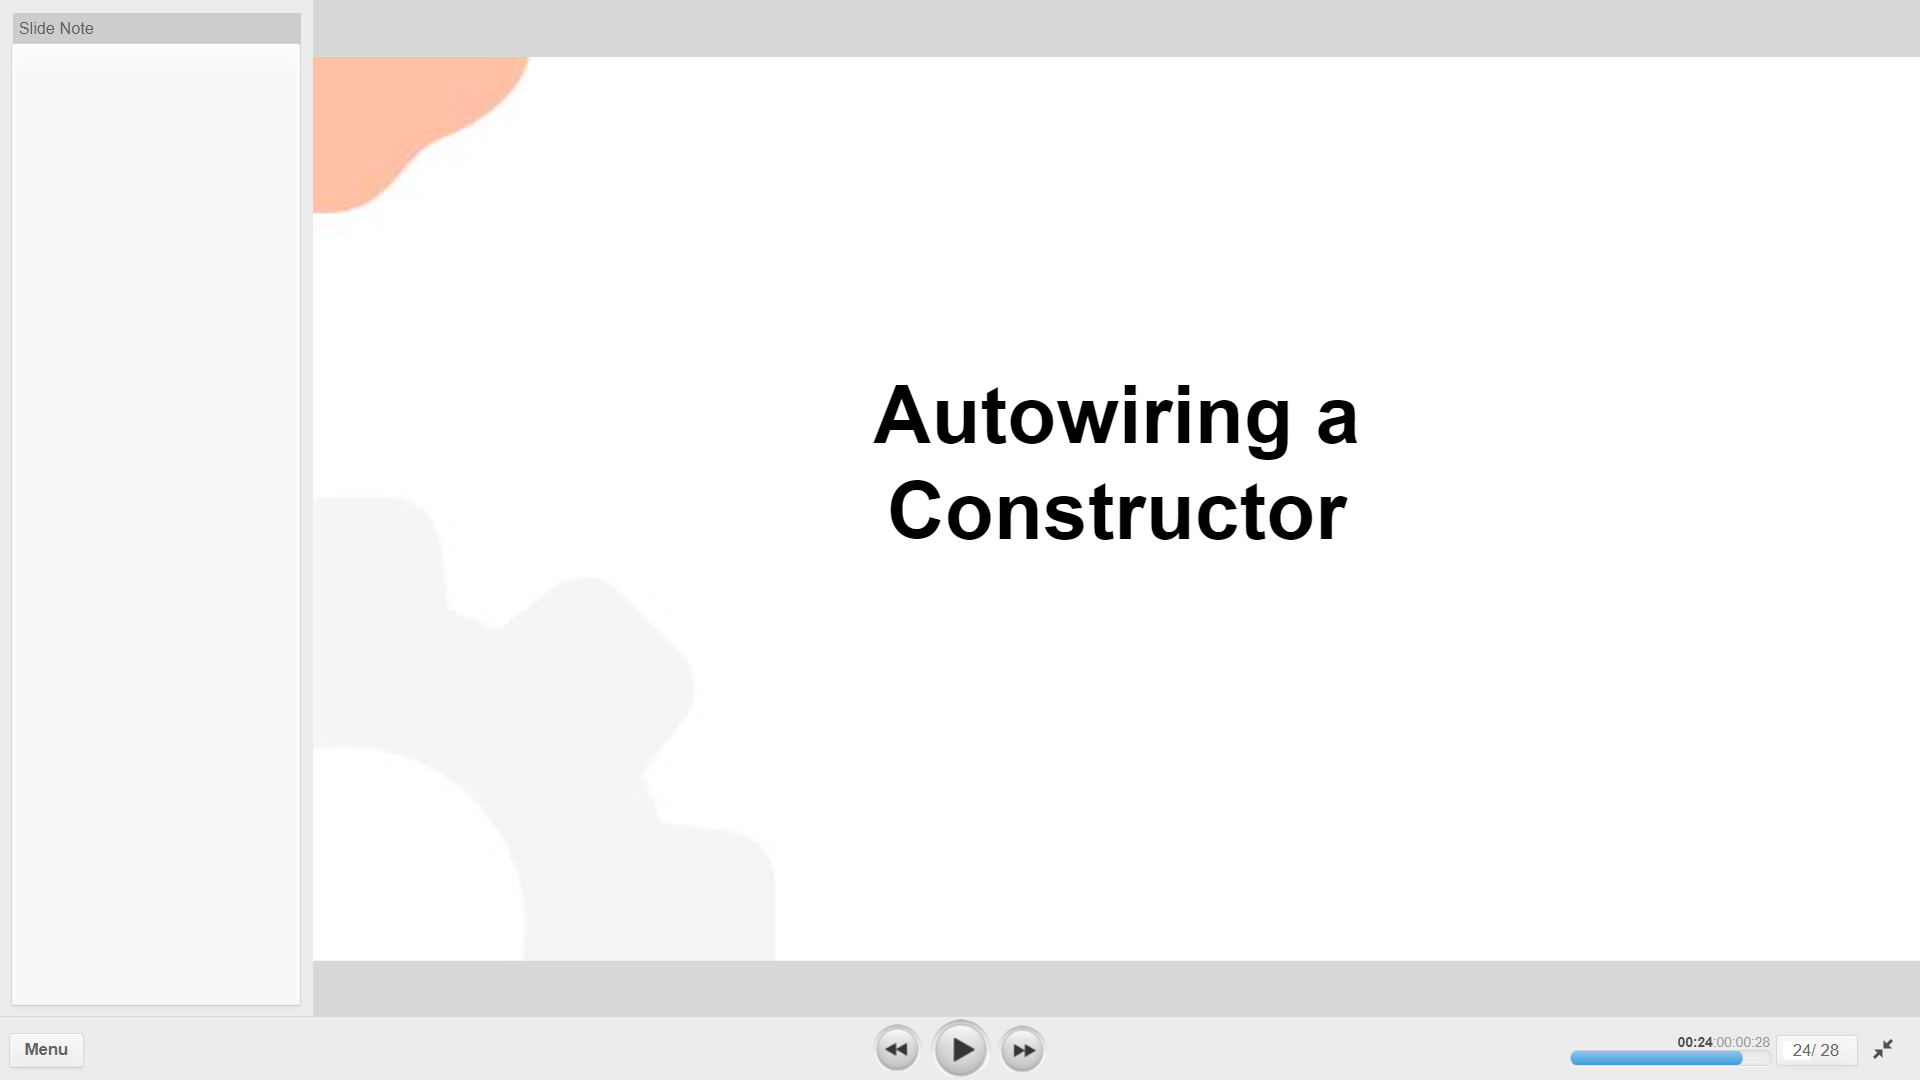 Slide Note
Autowiring a
Constructor
Menu
00:24:00:00:28
24/ 28